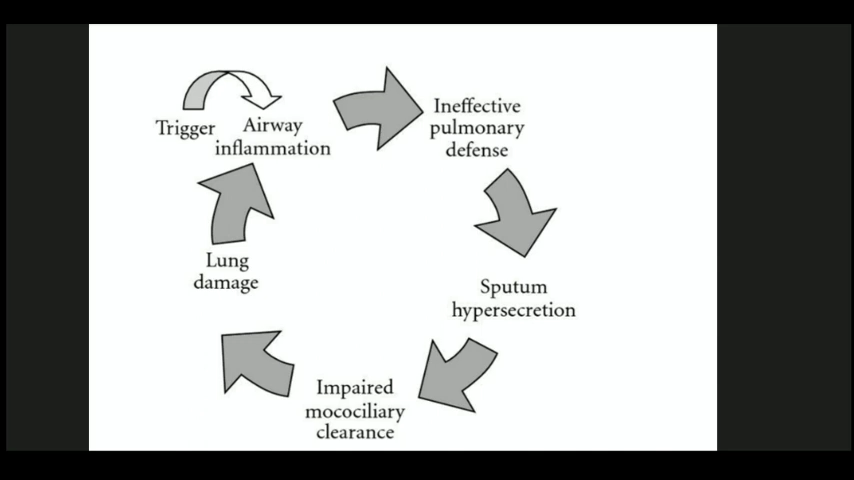 Trigger
Airway
inflammation
Ineffective
pulmonary
defense
Sputum
hypersecretion
Impaired
mocociliary
clearance
Lung
damage